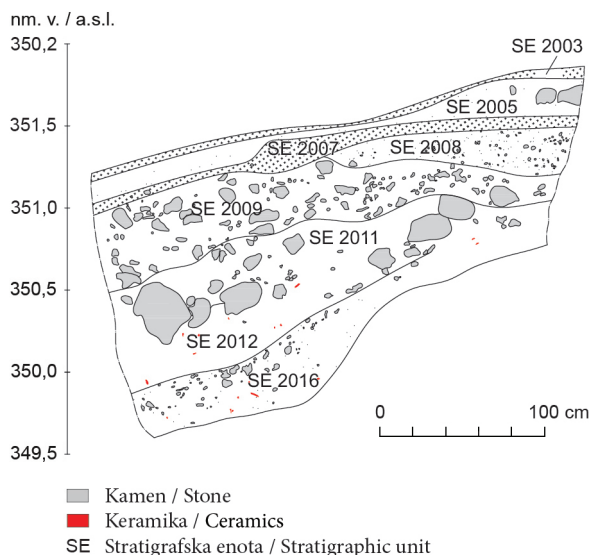 nm. v. / a.s.l.
350,2
351,5
351,0
350,5
350,0
349,5
SE 2003
SE 2005
SE 2007
SE 2008
SE 2009
SE 2011
SE 2012
SE 2016
0 100 cm
Kamen / Stone
Keramika / Ceramics
SE Stratigrafska enota / Stratigraphic unit